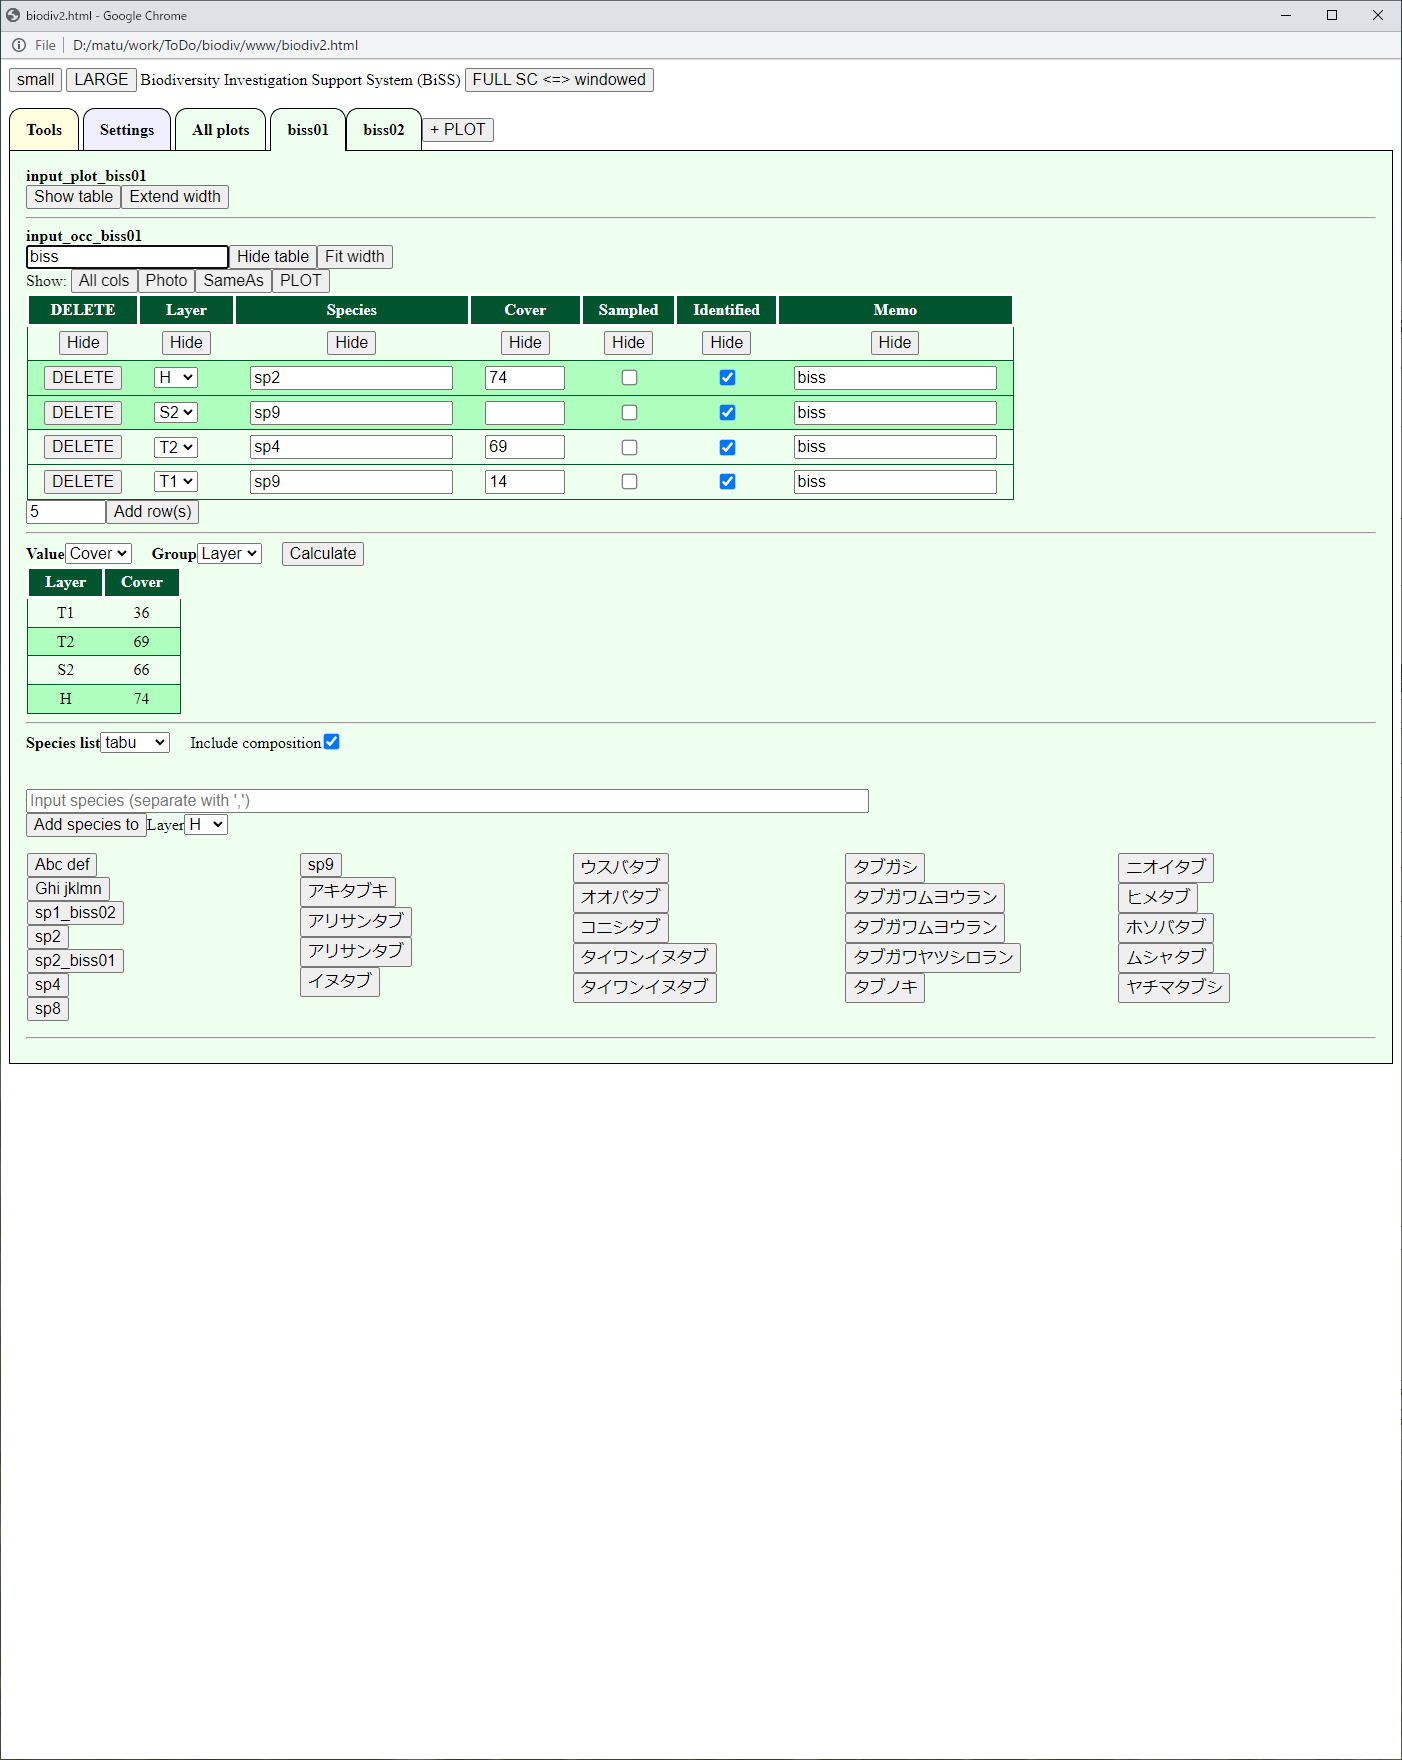 biodiv2.html - Google Chrome
File D:/matu/work/ToDo/biodiv/www/biodiv2.html
small LARGE Biodiversity Investigation Support System (BiSS) FULL SC <=> windowed
Tools Settings All plots biss01 biss02 + PLOT
input_plot_biss01
Show table Extend width
input_occ_biss01
biss Hide table Fit width
Show: All cols Photo SameAs PLOT
DELETE Layer Species Cover Sampled Identified Memo
Hide Hide Hide Hide Hide Hide Hide
DELETE H sp2 74 biss
DELETE S2 sp9 biss
DELETE T2 sp4 69 biss
DELETE T1 sp9 14 biss
5 Add row(s)
Value Cover Group Layer Calculate
Layer Cover
T1 36
T2 69
S2 66
H 74
Species list tabu Include composition
Input species (separate with ',')
Add species to Layer H
Abc def
Ghi jklmn
sp1_biss02
sp2
sp2_biss01
sp4
sp8
sp9
アキタブキ
アリサンタブ
アリサンタブ
イヌタブ
ウスバタブ
オオバタブ
コニシタブ
タイワンイヌタブ
タイワンイヌタブ
タブガシ
タブガワムヨウラン
タブガワムヨウラン
タブガワヤツシロラン
タブノキ
ニオイタブ
ヒメタブ
ホソバタブ
ムシャタブ
ヤチマタブシ